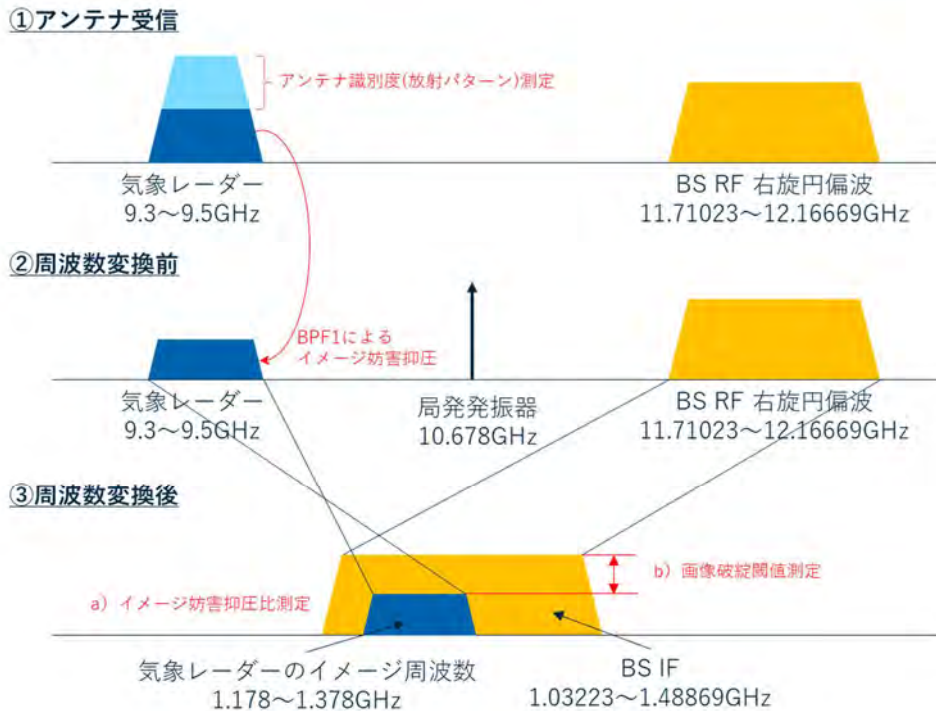 ①アンテナ受信
アンテナ識別度(放射パターン)測定
気象レーダー
9.3～9.5GHz
BS RF 右旋円偏波
11.71023～12.16669GHz
②周波数変換前
BPF1による
イメージ妨害抑圧
気象レーダー
9.3～9.5GHz
局発発振器
10.678GHz
BS RF 右旋円偏波
11.71023～12.16669GHz
③周波数変換後
b）画像破綻閾値測定
a）イメージ妨害抑圧比測定
気象レーダーのイメージ周波数
1.178～1.378GHz
BS IF
1.03223～1.48869GHz